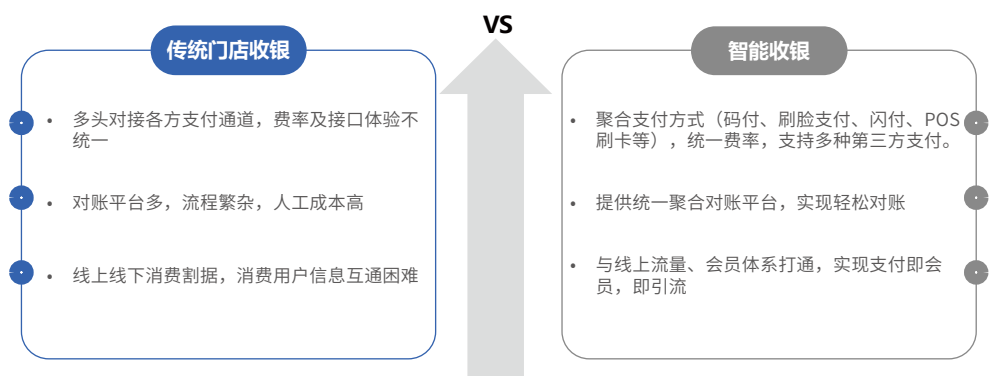 VS
传统门店收银
• 多头对接各方支付通道，费率及接口体验不
统一
• 对账平台多，流程繁杂，人工成本高
• 线上线下消费割据，消费用户信息互通困难
智能收银
• 聚合支付方式（码付、刷脸支付、闪付、POS
刷卡等），统一费率，支持多种第三方支付。
• 提供统一聚合对账平台，实现轻松对账
• 与线上流量、会员体系打通，实现支付即会
员，即引流